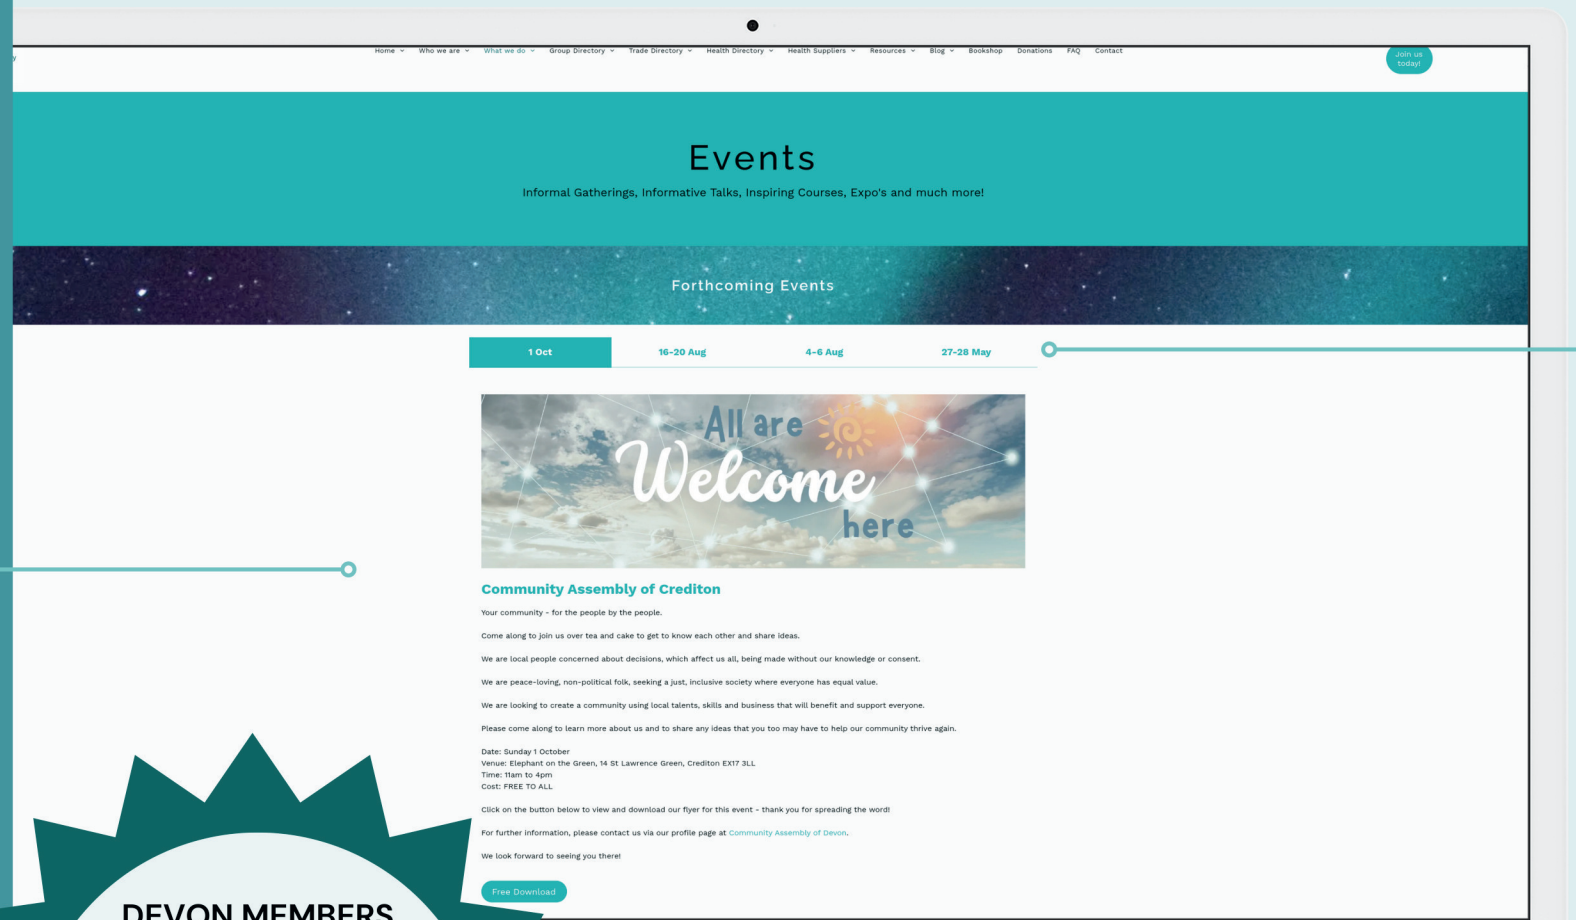 Home Who we are What we do Group Directory Trade Directory Health Directory Health Suppliers Resources Blog Bookshop Donations FAQ Contact
Join us
today!
Events
Informal Gatherings, Informative Talks, Inspiring Courses, Expo's and much more!
Forthcoming Events
1 Oct 16-20 Aug 4-6 Aug 27-28 May
All are
Welcome
here
Community Assembly of Crediton
Your community - for the people by the people.
Come along to join us over tea and cake to get to know each other and share ideas.
We are local people concerned about decisions, which affect us all, being made without our knowledge or consent.
We are peace-loving, non-political folk, seeking a just, inclusive society where everyone has equal value.
We are looking to create a community using local talents, skills and business that will benefit and support everyone.
Please come along to learn more about us and to share any ideas that you too may have to help our community thrive again.
Date: Sunday 1 October
Venue: Elephant on the Green, 14 St Lawrence Green, Crediton EX17 3LL
Time: 11am to 4pm
Cost: FREE TO ALL
Click on the button below to view and download our flyer for this event - thank you for spreading the word!
For further information, please contact us via our profile page at Community Assembly of Devon.
We look forward to seeing you there!
Free Download
DEVON MEMBERS